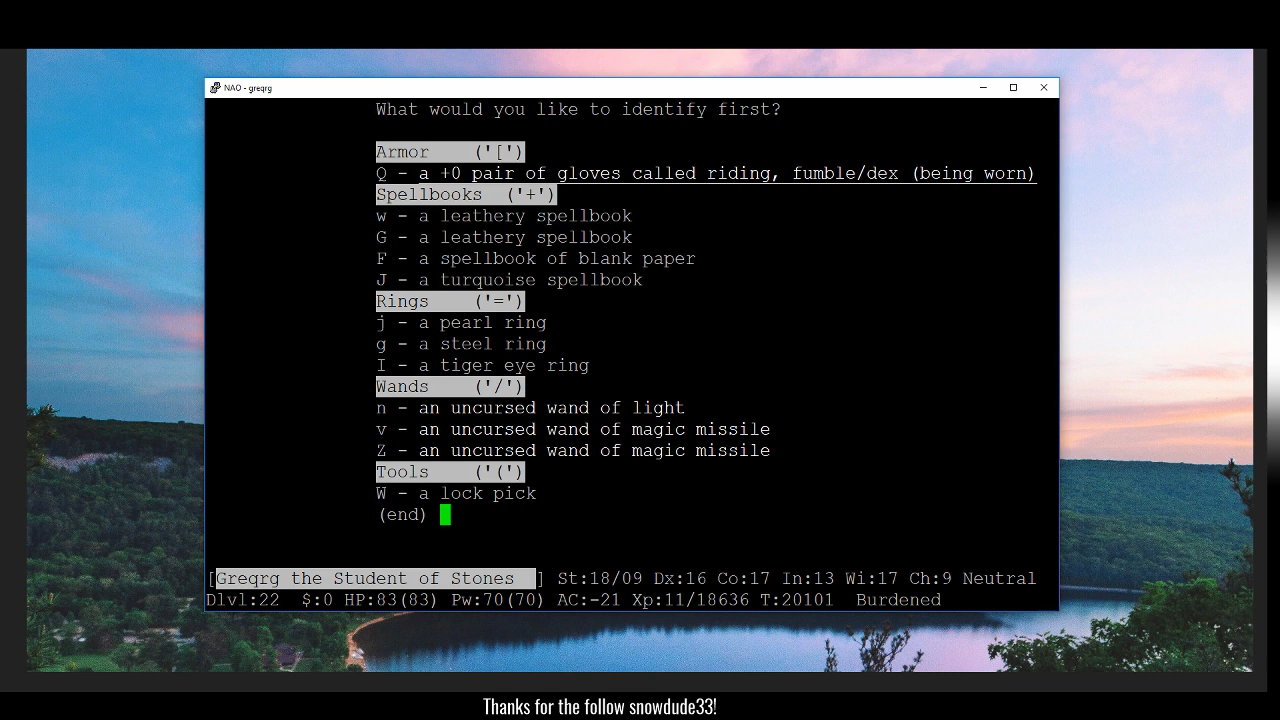 NAO - greqrg
What would you like to identify first?
Armor ('[')
Q - a +0 pair of gloves called riding, fumble/dex (being worn)
Spellbooks ('+')
w - a leathery spellbook
G - a leathery spellbook
F - a spellbook of blank paper
J - a turquoise spellbook
Rings ('=')
j - a pearl ring
g - a steel ring
I - a tiger eye ring
Wands ('/')
n - an uncursed wand of light
v - an uncursed wand of magic missile
Z - an uncursed wand of magic missile
Tools ('(')
W - a lock pick
(end)
[Greqrg the Student of Stones ] St:18/09 Dx:16 Co:17 In:13 Wi:17 Ch:9 Neutral
Dlvl:22 $:0 HP:83(83) Pw:70(70) AC:-21 Xp:11/18636 T:20101 Burdened
Thanks for the follow snowdude33!